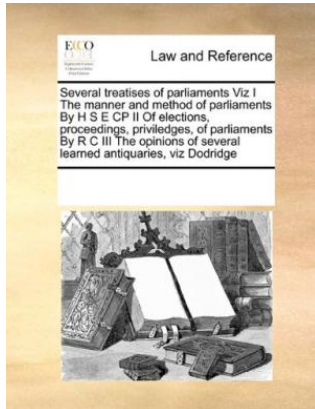 ECCO
Law and Reference
Several treatises of parliaments Viz I
The manner and method of parliaments
By H S E CP II Of elections,
proceedings, priviledges, of parliaments
By R C III The opinions of several
learned antiquaries, viz Dodridge